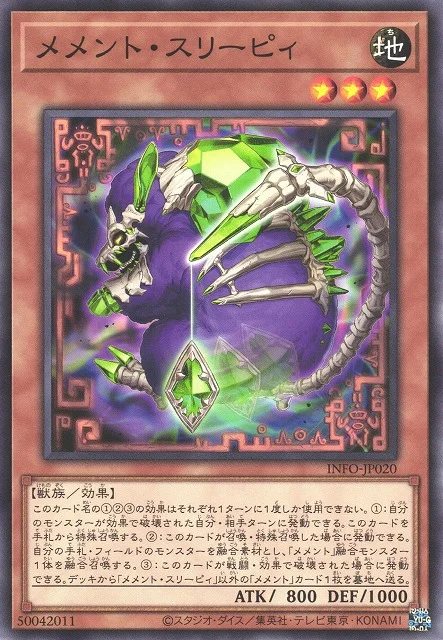 メメント・スリーピィ
地
INFO-JP020
【獣族／効果】
このカード名の①②③の効果はそれぞれ1ターンに1度しか使用できない。①：自分
のモンスターが効果で破壊された自分・相手ターンに発動できる。このカードを
手札から特殊召喚する。②：このカードが召喚・特殊召喚した場合に発動できる。
自分の手札・フィールドのモンスターを融合素材とし、「メメント」融合モンスター
1体を融合召喚する。③：このカードが戦闘・効果で破壊された場合に発動
できる。デッキから「メメント・スリーピィ」以外の「メメント」カード1枚を墓地へ送る。
ATK/ 800 DEF/1000
50042011
©スタジオ・ダイス／集英社・テレビ東京・KONAMI